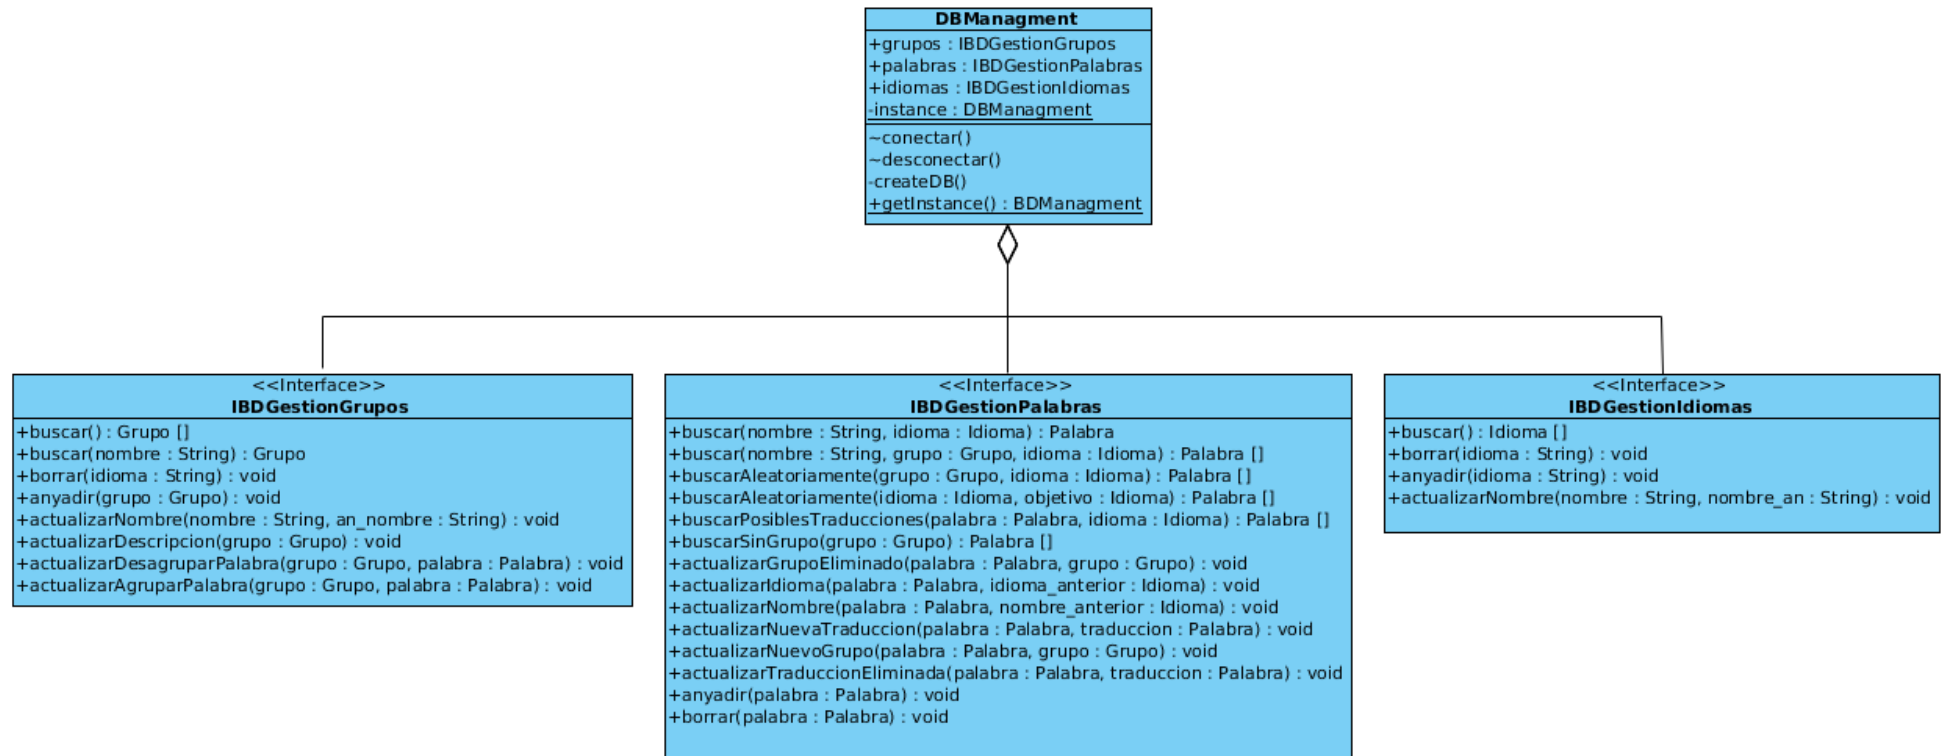 DBManagment
+grupos : IBDGestionGrupos
+palabras : IBDGestionPalabras
+idiomas : IBDGestionIdiomas
-instance : DBManagment
~conectar()
~desconectar()
-createDB()
+getInstance() : BDManagment
<<Interface>>
IBDGestionGrupos
+buscar() : Grupo []
+buscar(nombre : String) : Grupo
+borrar(idioma : String) : void
+anyadir(grupo : Grupo) : void
+actualizarNombre(nombre : String, an_nombre : String) : void
+actualizarDescripcion(grupo : Grupo) : void
+actualizarDesagruparPalabra(grupo : Grupo, palabra : Palabra) : void
+actualizarAgruparPalabra(grupo : Grupo, palabra : Palabra) : void
<<Interface>>
IBDGestionPalabras
+buscar(nombre : String, idioma : Idioma) : Palabra
+buscar(nombre : String, grupo : Grupo, idioma : Idioma) : Palabra []
+buscarAleatoriamente(grupo : Grupo, idioma : Idioma) : Palabra []
+buscarAleatoriamente(idioma : Idioma, objetivo : Idioma) : Palabra []
+buscarPosiblesTraducciones(palabra : Palabra, idioma : Idioma) : Palabra []
+buscarSinGrupo(grupo : Grupo) : Palabra []
+actualizarGrupoEliminado(palabra : Palabra, grupo : Grupo) : void
+actualizarIdioma(palabra : Palabra, idioma_anterior : Idioma) : void
+actualizarNombre(palabra : Palabra, nombre_anterior : Idioma) : void
+actualizarNuevaTraduccion(palabra : Palabra, traduccion : Palabra) : void
+actualizarNuevoGrupo(palabra : Palabra, grupo : Grupo) : void
+actualizarTraduccionEliminada(palabra : Palabra, traduccion : Palabra) : void
+anyadir(palabra : Palabra) : void
+borrar(palabra : Palabra) : void
<<Interface>>
IBDGestionIdiomas
+buscar() : Idioma []
+borrar(idioma : String) : void
+anyadir(idioma : String) : void
+actualizarNombre(nombre : String, nombre_an : String) : void